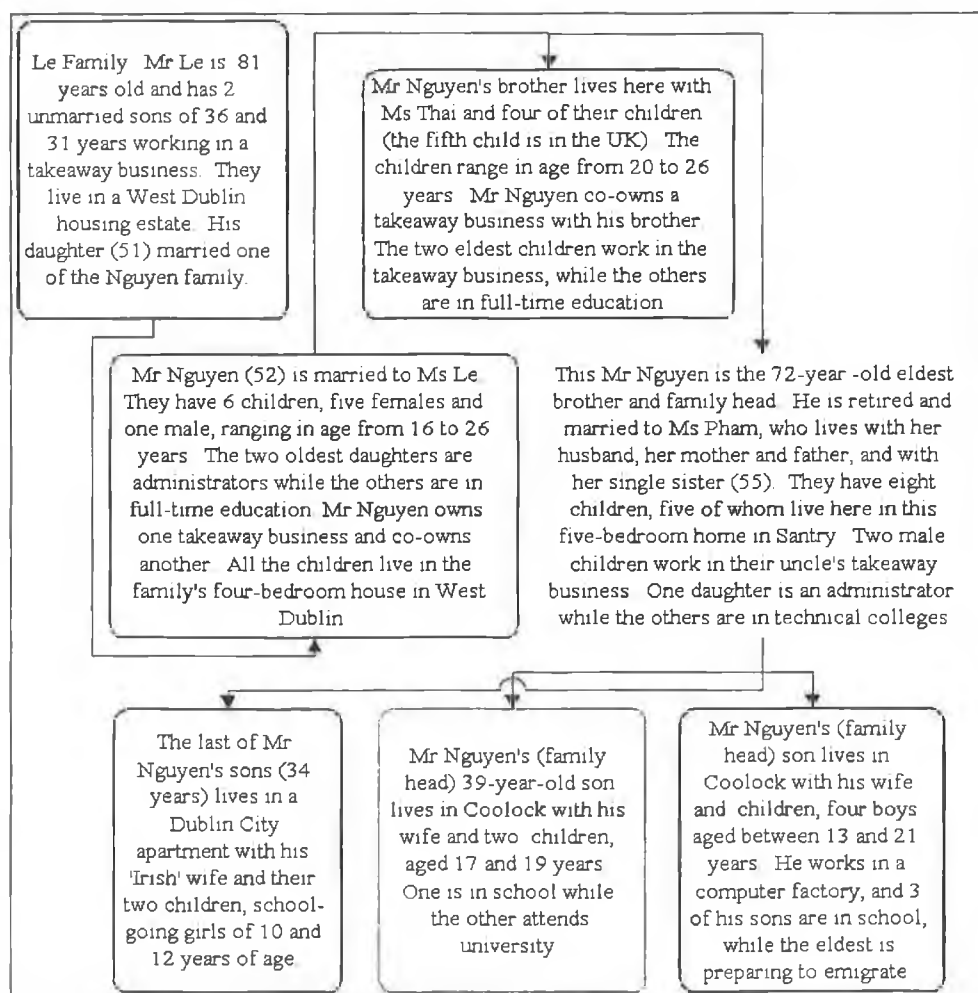 Le Family Mr Le is 81
years old and has 2
unmarried sons of 36 and
31 years working in a
takeaway business. They
live in a West Dublin
housing estate. His
daughter (51) married one
of the Nguyen family.
Mr Nguyen's brother lives here with
Ms Thai and four of their children
(the fifth child is in the UK) The
children range in age from 20 to 26
years Mr Nguyen co-owns a
takeaway business with his brother
The two eldest children work in the
takeaway business, while the others
are in full-time education
Mr Nguyen (52) is married to Ms Le
They have 6 children, five females and
one male, ranging in age from 16 to 26
years The two oldest daughters are
administrators while the others are in
full-time education Mr Nguyen owns
one takeaway business and co-owns
another All the children live in the
family's four-bedroom house in West
Dublin
This Mr Nguyen is the 72-year -old eldest
brother and family head He is retired and
married to Ms Pham, who lives with her
husband, her mother and father, and with
her single sister (55). They have eight
children, five of whom live here in this
five-bedroom home in Santry Two male
children work in their uncle's takeaway
business One daughter is an administrator
while the others are in technical colleges
The last of Mr
Nguyen's sons (34
years) lives in a
Dublin City
apartment with his
'Irish' wife and their
two children, school-
going girls of 10 and
12 years of age
Mr Nguyen's (family
head) 39-year-old son
lives in Coolock with his
wife and two children,
aged 17 and 19 years
One is in school while
the other attends
university
Mr Nguyen's (family
head) son lives in
Coolock with his wife
and children, four boys
aged between 13 and 21
years He works in a
computer factory, and 3
of his sons are in school,
while the eldest is
preparing to emigrate